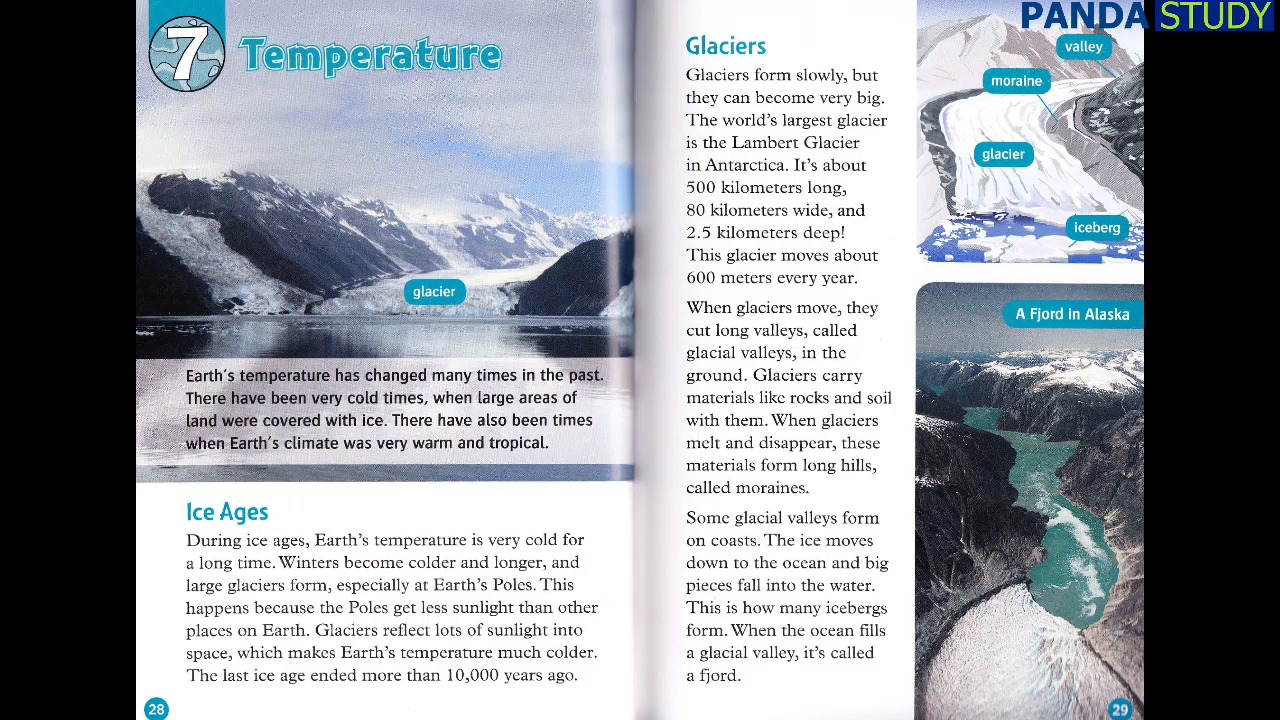 7
Temperature
glacier
Earth's temperature has changed many times in the past.
There have been very cold times, when large areas of
land were covered with ice. There have also been times
when Earth's climate was very warm and tropical.
Ice Ages
During ice ages, Earth's temperature is very cold for
a long time. Winters become colder and longer, and
large glaciers form, especially at Earth's Poles. This
happens because the Poles get less sunlight than other
places on Earth. Glaciers reflect lots of sunlight into
space, which makes Earth's temperature much colder.
The last ice age ended more than 10,000 years ago.
28
Glaciers
Glaciers form slowly, but
they can become very big.
The world's largest glacier
is the Lambert Glacier
in Antarctica. It's about
500 kilometers long,
80 kilometers wide, and
2.5 kilometers deep!
This glacier moves about
600 meters every year.
When glaciers move, they
cut long valleys, called
glacial valleys, in the
ground. Glaciers carry
materials like rocks and soil
with them. When glaciers
melt and disappear, these
materials form long hills,
called moraines.
Some glacial valleys form
on coasts. The ice moves
down to the ocean and big
pieces fall into the water.
This is how many icebergs
form. When the ocean fills
a glacial valley, it's called
a fjord.
PANDA STUDY
valley
moraine
glacier
iceberg
A Fjord in Alaska
29